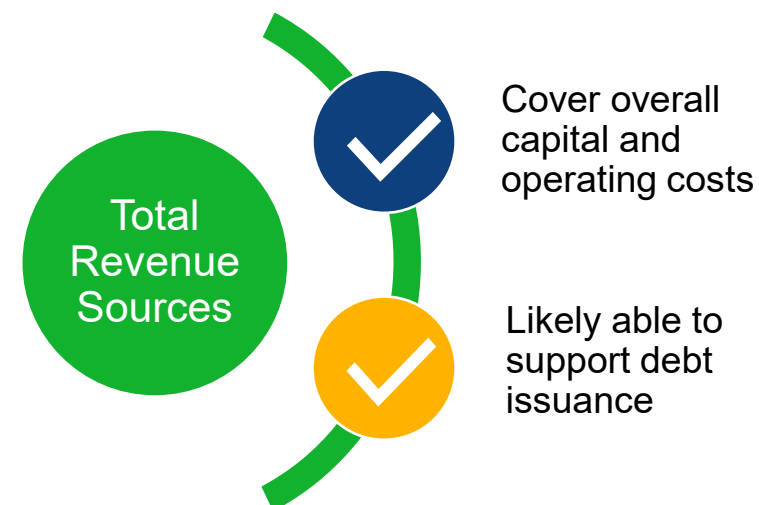 Total
Revenue
Sources
Cover overall
capital and
operating costs
Likely able to
support debt
issuance